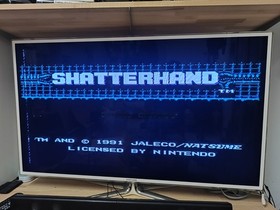 SHATTERHAND
TM
TM AND © 1991 JALECO/NATSUME
LICENSED BY NINTENDO